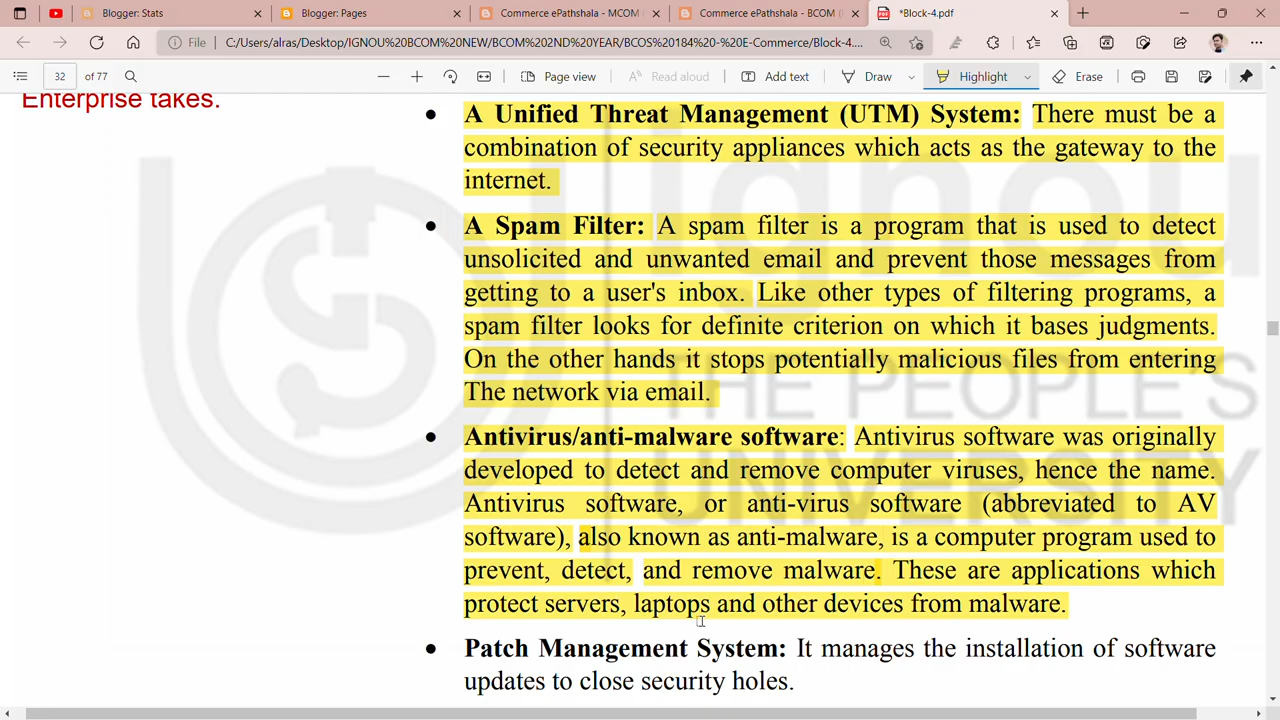 Blogger: Stats
Blogger: Pages
Commerce ePathshala - MCOM
Commerce ePathshala - BCOM (
*Block-4.pdf
File
C:/Users/alras/Desktop/IGNOU%20BCOM%20NEW/BCOM%202ND%20YEAR/BCOS%20184%20-%20E-Commerce/Block-4....
32 of 77
Page view
Read aloud
Add text
Draw
Highlight
Erase
Enterprise takes.
• A Unified Threat Management (UTM) System: There must be a
combination of security appliances which acts as the gateway to the
internet.
• A Spam Filter: A spam filter is a program that is used to detect
unsolicited and unwanted email and prevent those messages from
getting to a user's inbox. Like other types of filtering programs, a
spam filter looks for definite criterion on which it bases judgments.
On the other hands it stops potentially malicious files from entering
The network via email.
• Antivirus/anti-malware software: Antivirus software was originally
developed to detect and remove computer viruses, hence the name.
Antivirus software, or anti-virus software (abbreviated to AV
software), also known as anti-malware, is a computer program used to
prevent, detect, and remove malware. These are applications which
protect servers, laptops and other devices from malware.
• Patch Management System: It manages the installation of software
updates to close security holes.
ignou
THE PEOPLE'S
UNIVERSITY